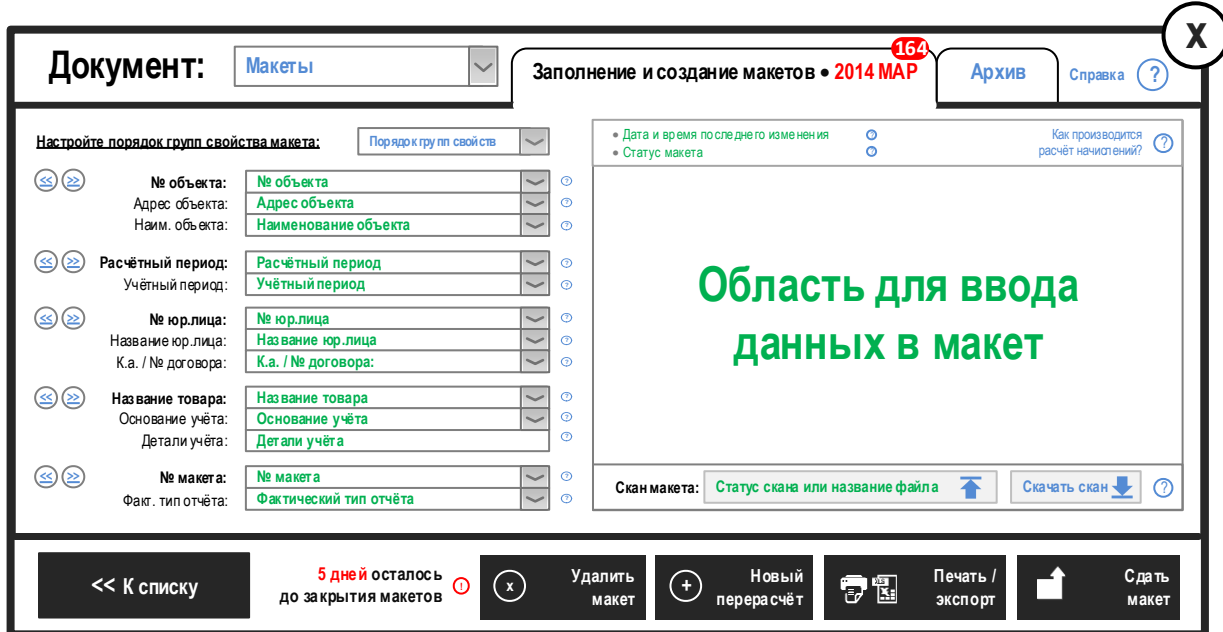 X
Документ:
Макеты
Заполнение и создание макетов • 2014 МАР
164
Архив
Справка
?
Настройте порядок групп свойства макета:
Порядок групп свойств
<< >>
№ объекта: № объекта ?
Адрес объекта: Адрес объекта ?
Наим. объекта: Наименование объекта ?
<< >>
Расчётный период: Расчётный период ?
Учётный период: Учётный период ?
<< >>
№ юр.лица: № юр.лица ?
Название юр.лица: Название юр.лица ?
К.а. / № договора: К.а. / № договора: ?
<< >>
Название товара: Название товара ?
Основание учёта: Основание учёта ?
Детали учёта: Детали учёта ?
<< >>
№ макета: № макета ?
Факт. тип отчёта: Фактический тип отчёта ?
• Дата и время последнего изменения ?
• Статус макета ?
Как производится
расчёт начислений?
?
Область для ввода
данных в макет
Скан макета:
Статус скана или название файла
Скачать скан
?
<< К списку
5 дней осталось
до закрытия макетов
!
x
Удалить
макет
+
Новый
перерасчёт
XLS
Печать /
экспорт
Сдать
макет